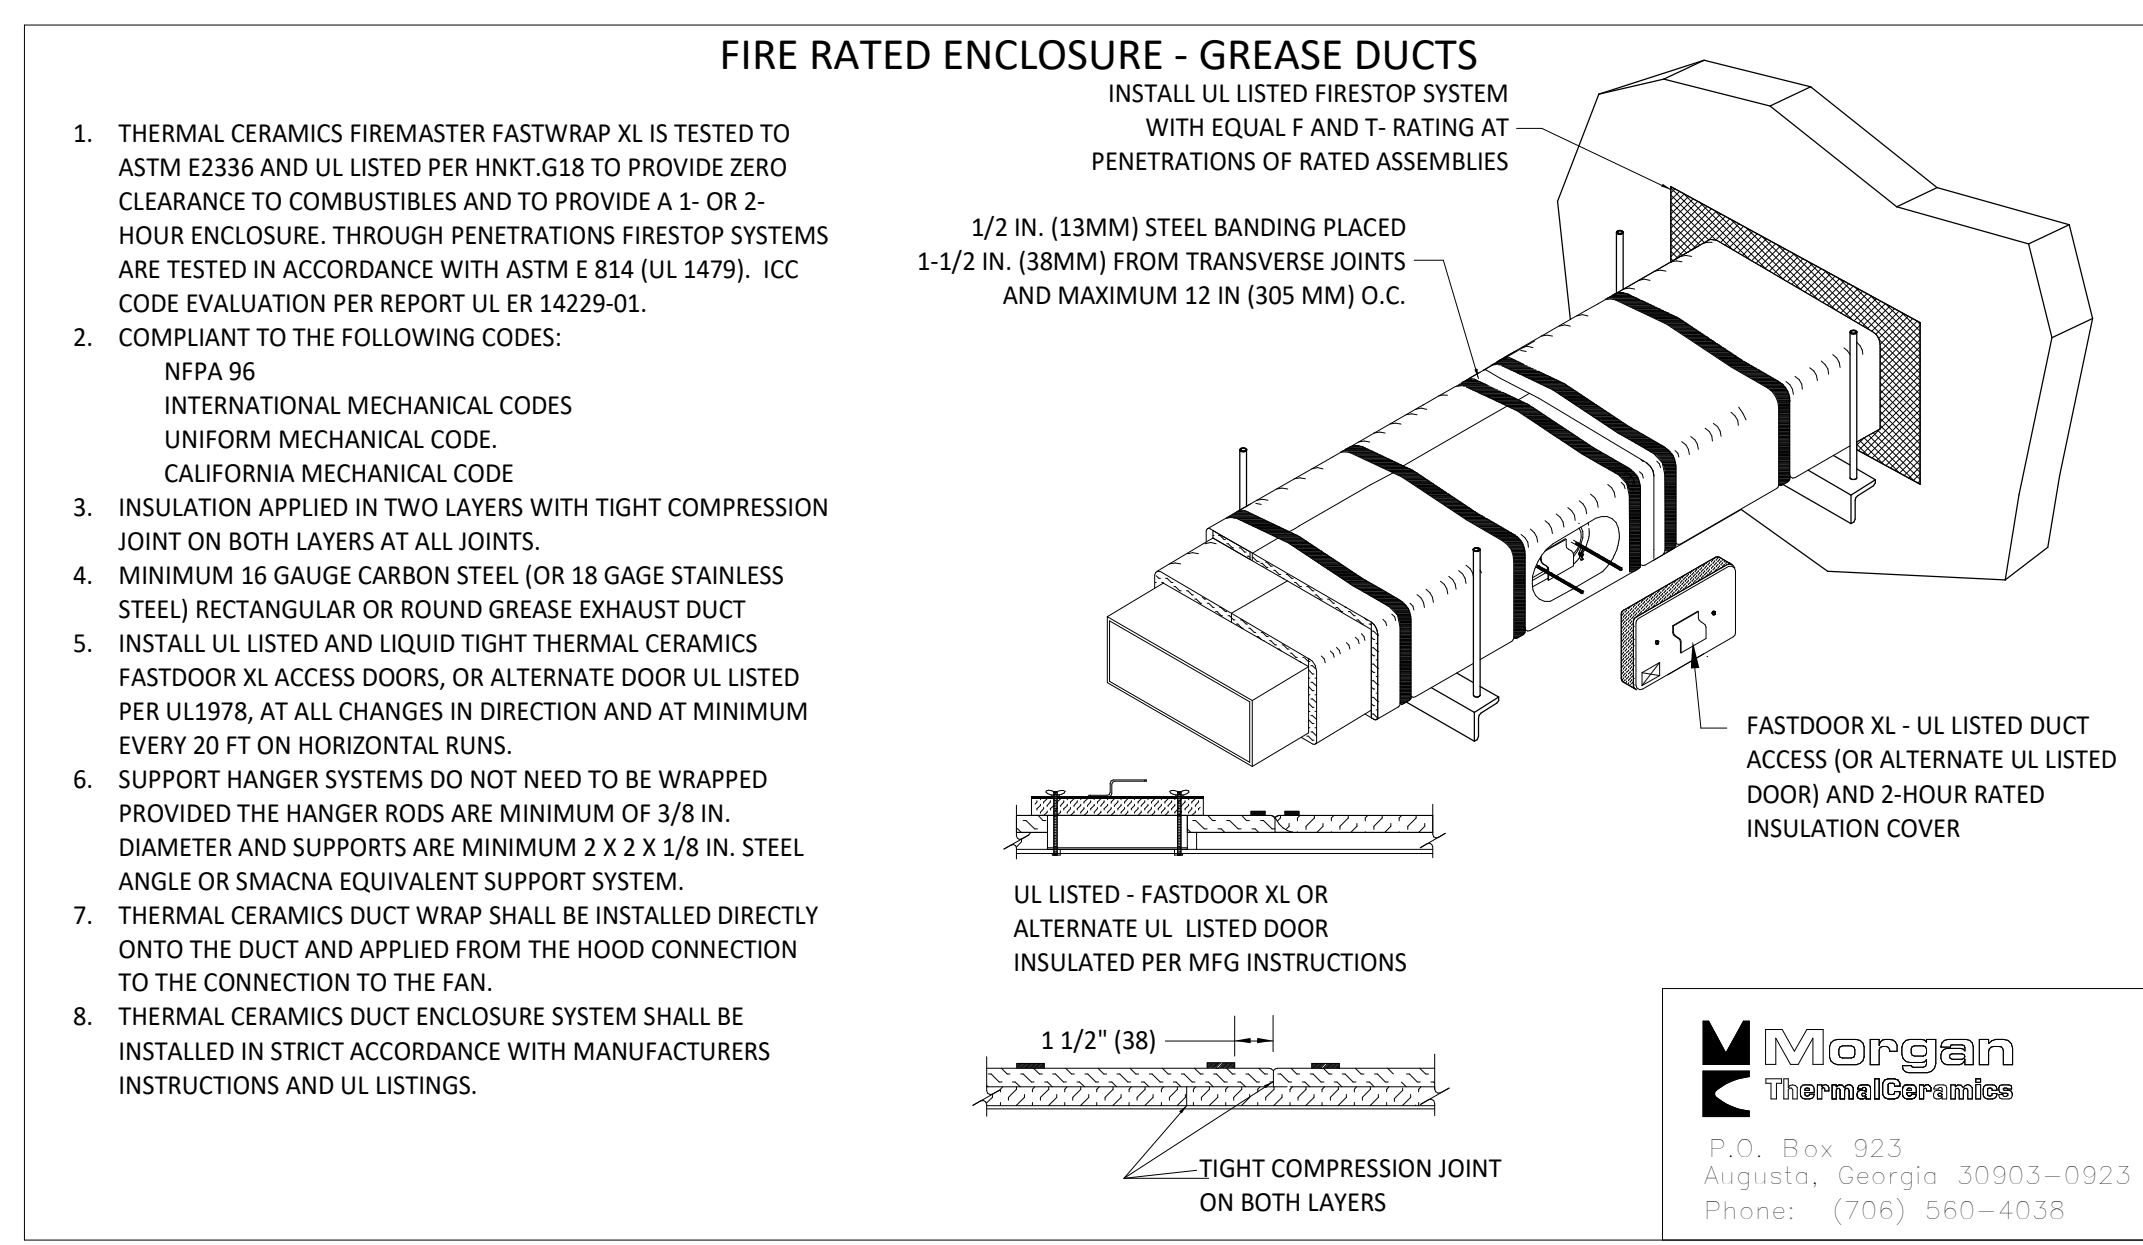 FIRE RATED ENCLOSURE - GREASE DUCTS
1. THERMAL CERAMICS FIREMASTER FASTWRAP XL IS TESTED TO
ASTM E2336 AND UL LISTED PER HNKT.G18 TO PROVIDE ZERO
CLEARANCE TO COMBUSTIBLES AND TO PROVIDE A 1- OR 2-
HOUR ENCLOSURE. THROUGH PENETRATIONS FIRESTOP SYSTEMS
ARE TESTED IN ACCORDANCE WITH ASTM E 814 (UL 1479). ICC
CODE EVALUATION PER REPORT UL ER 14229-01.
2. COMPLIANT TO THE FOLLOWING CODES:
NFPA 96
INTERNATIONAL MECHANICAL CODES
UNIFORM MECHANICAL CODE.
CALIFORNIA MECHANICAL CODE
3. INSULATION APPLIED IN TWO LAYERS WITH TIGHT COMPRESSION
JOINT ON BOTH LAYERS AT ALL JOINTS.
4. MINIMUM 16 GAUGE CARBON STEEL (OR 18 GAGE STAINLESS
STEEL) RECTANGULAR OR ROUND GREASE EXHAUST DUCT
5. INSTALL UL LISTED AND LIQUID TIGHT THERMAL CERAMICS
FASTDOOR XL ACCESS DOORS, OR ALTERNATE DOOR UL LISTED
PER UL1978, AT ALL CHANGES IN DIRECTION AND AT MINIMUM
EVERY 20 FT ON HORIZONTAL RUNS.
6. SUPPORT HANGER SYSTEMS DO NOT NEED TO BE WRAPPED
PROVIDED THE HANGER RODS ARE MINIMUM OF 3/8 IN.
DIAMETER AND SUPPORTS ARE MINIMUM 2 X 2 X 1/8 IN. STEEL
ANGLE OR SMACNA EQUIVALENT SUPPORT SYSTEM.
7. THERMAL CERAMICS DUCT WRAP SHALL BE INSTALLED DIRECTLY
ONTO THE DUCT AND APPLIED FROM THE HOOD CONNECTION
TO THE CONNECTION TO THE FAN.
8. THERMAL CERAMICS DUCT ENCLOSURE SYSTEM SHALL BE
INSTALLED IN STRICT ACCORDANCE WITH MANUFACTURERS
INSTRUCTIONS AND UL LISTINGS.
INSTALL UL LISTED FIRESTOP SYSTEM
WITH EQUAL F AND T- RATING AT
PENETRATIONS OF RATED ASSEMBLIES
1/2 IN. (13MM) STEEL BANDING PLACED
1-1/2 IN. (38MM) FROM TRANSVERSE JOINTS
AND MAXIMUM 12 IN (305 MM) O.C.
FASTDOOR XL - UL LISTED DUCT
ACCESS (OR ALTERNATE UL LISTED
DOOR) AND 2-HOUR RATED
INSULATION COVER
UL LISTED - FASTDOOR XL OR
ALTERNATE UL LISTED DOOR
INSULATED PER MFG INSTRUCTIONS
1 1/2" (38)
TIGHT COMPRESSION JOINT
ON BOTH LAYERS
Morgan
ThermalCeramics
P.O. Box 923
Augusta, Georgia 30903-0923
Phone: (706) 560-4038